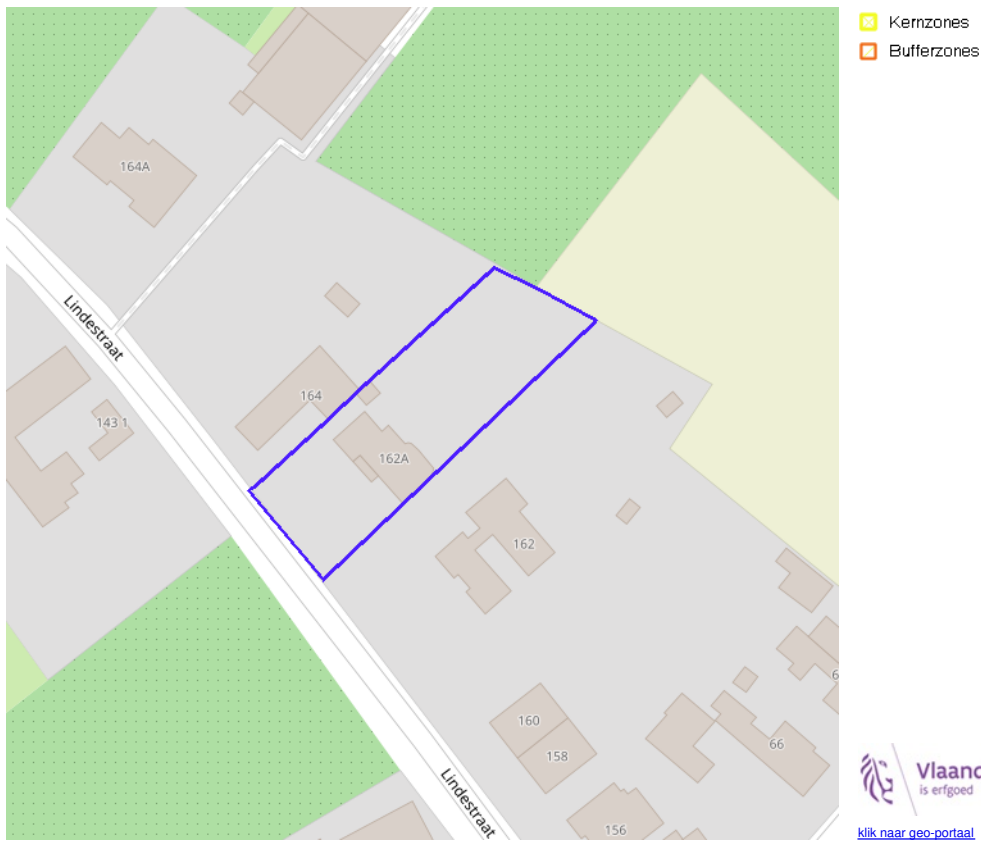 Kernzones
Bufferzones
164A
Lindestraat
164
143 1
162A
162
160
158
66
156
Lindestraat
is erfgoed
klik naar geo-portaal